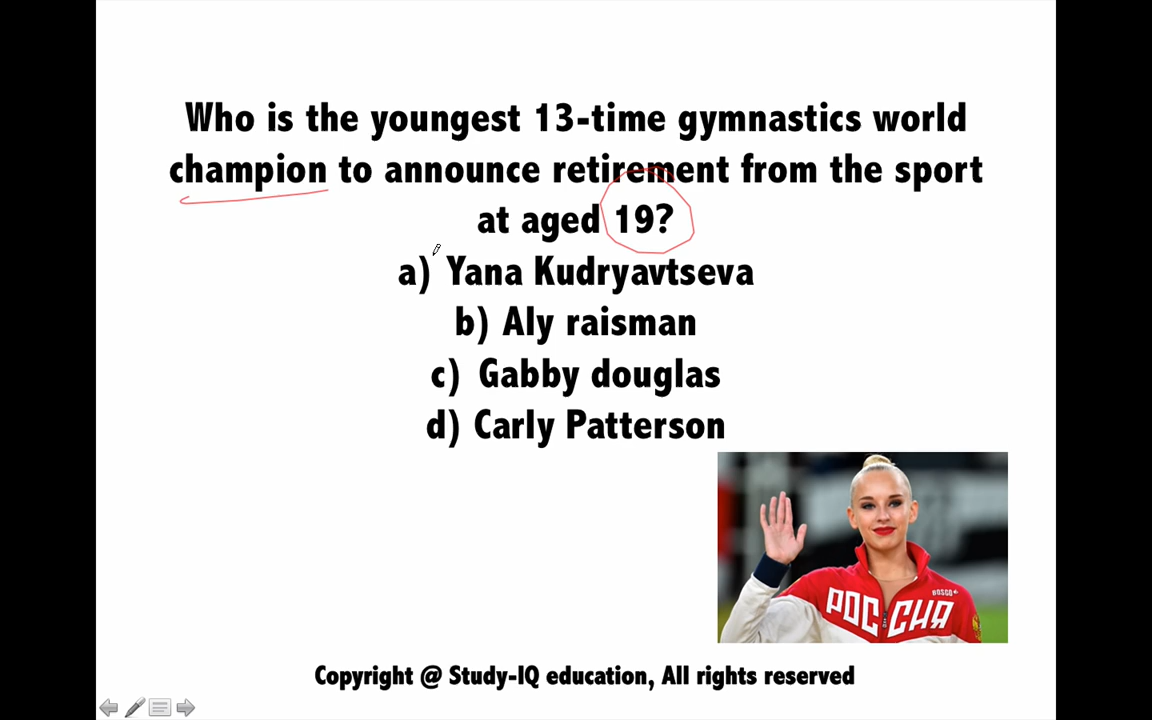 Who is the youngest 13-time gymnastics world
champion to announce retirement from the sport
at aged 19?
a) Yana Kudryavtseva
b) Aly raisman
c) Gabby douglas
d) Carly Patterson
BOSCO
РОССИЯ
Copyright @ Study-IQ education, All rights reserved